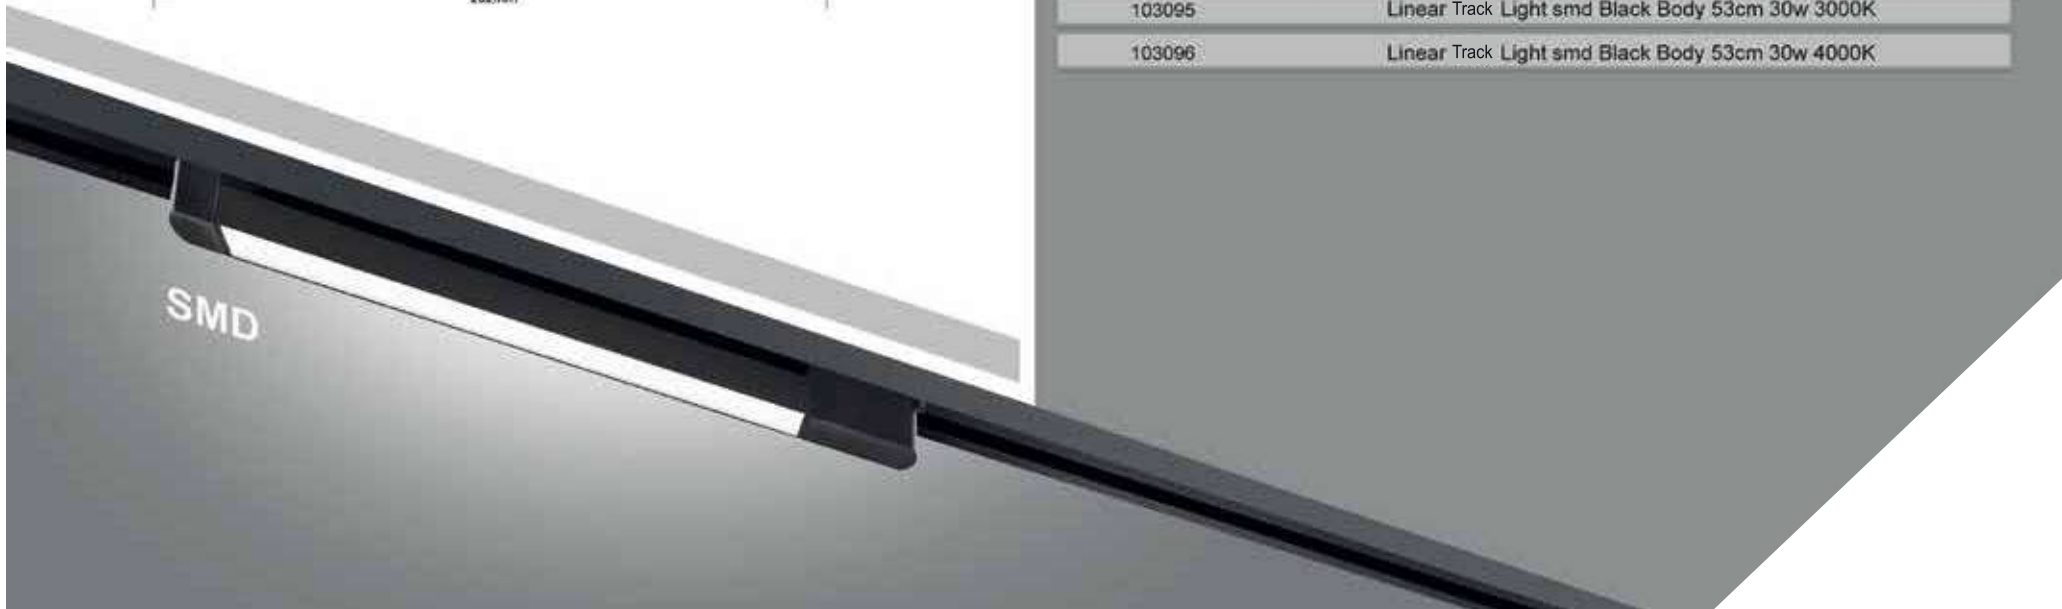 103095 Linear Track Light smd Black Body 53cm 30w 3000K
103096 Linear Track Light smd Black Body 53cm 30w 4000K
SMD